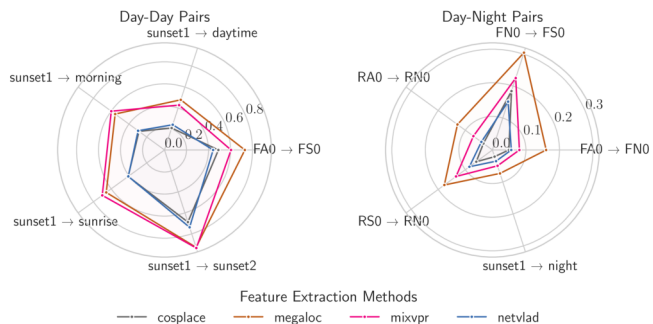 Day-Day Pairs
sunset1 → daytime
sunset1 → morning
0.0
0.2
0.4
0.6
0.8
FA0 → FS0
sunset1 → sunrise
sunset1 → sunset2
Day-Night Pairs
FN0 → FS0
RA0 → RN0
0.0
0.1
0.2
0.3
FA0 → FN0
RS0 → RN0
sunset1 → night
Feature Extraction Methods
cosplace megaloc mixvpr netvlad